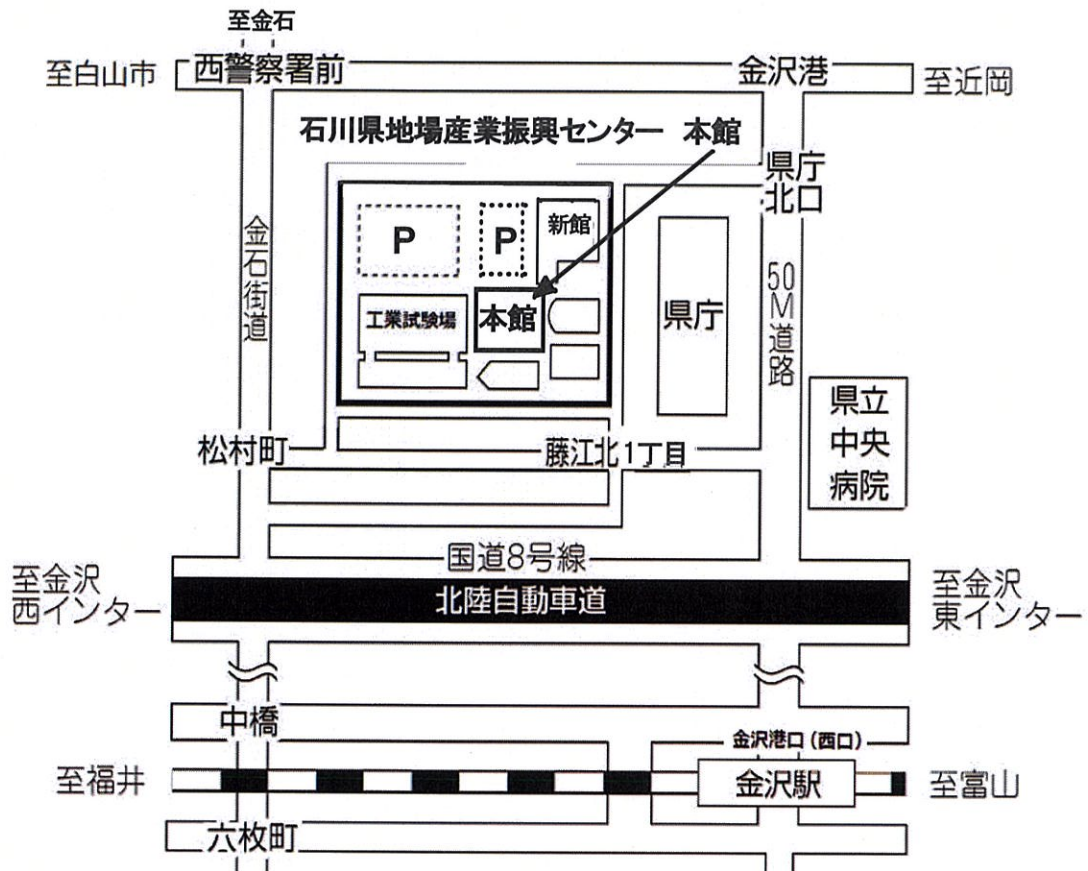 至金石
至白山市
西警察署前
金沢港
至近岡
石川県地場産業振興センター 本館
県庁
北口
P
P
新館
金石街道
50M道路
工業試験場
本館
県庁
県立
中央
病院
松村町
藤江北1丁目
国道8号線
至金沢
西インター
北陸自動車道
至金沢
東インター
中橋
金沢港口(西口)
至福井
金沢駅
至富山
六枚町